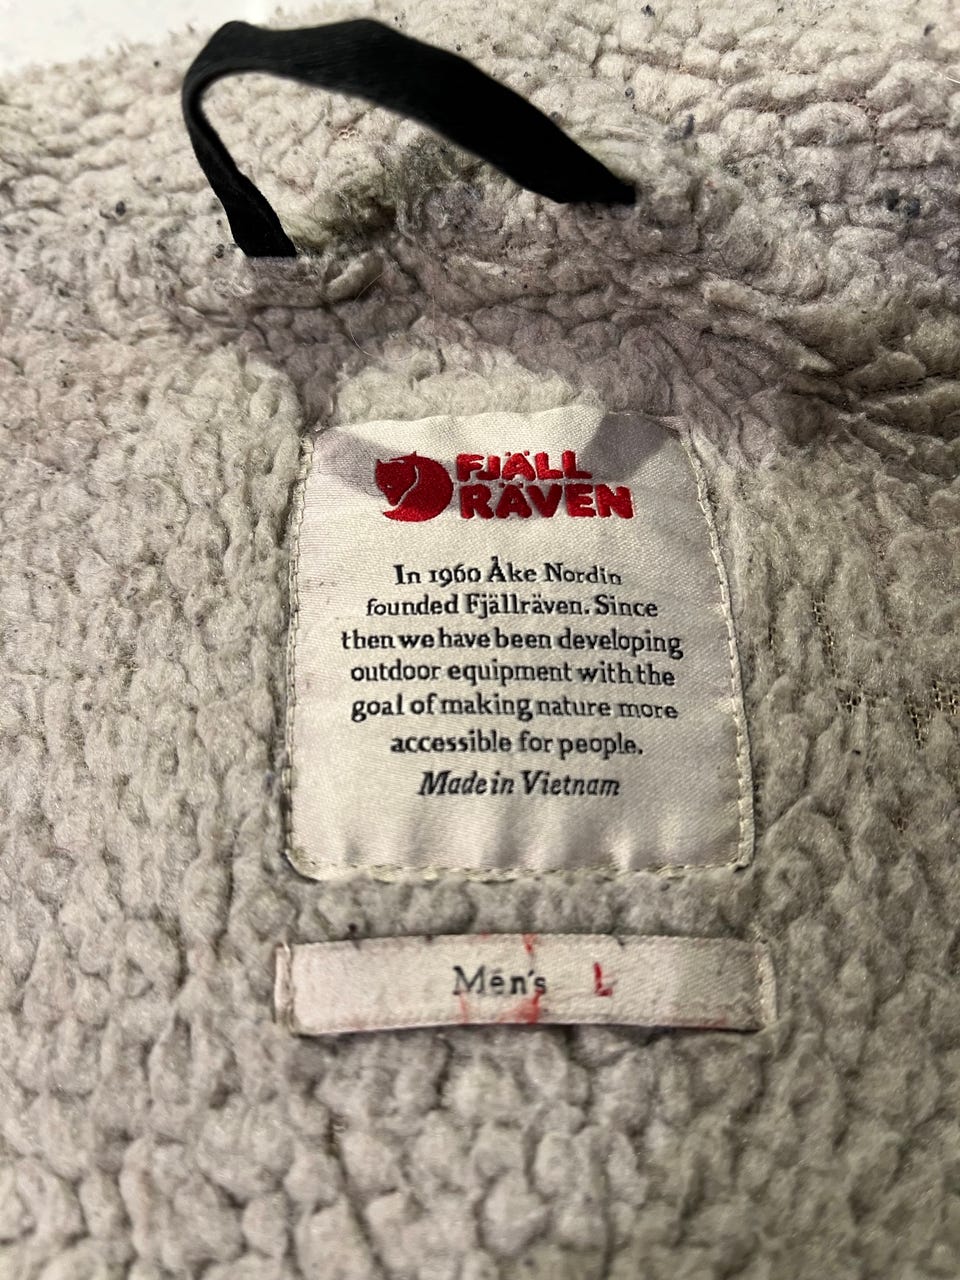 FJÄLL
RÄVEN
In 1960 Åke Nordin
founded Fjällräven. Since
then we have been developing
outdoor equipment with the
goal of making nature more
accessible for people.
Made in Vietnam
Men's L